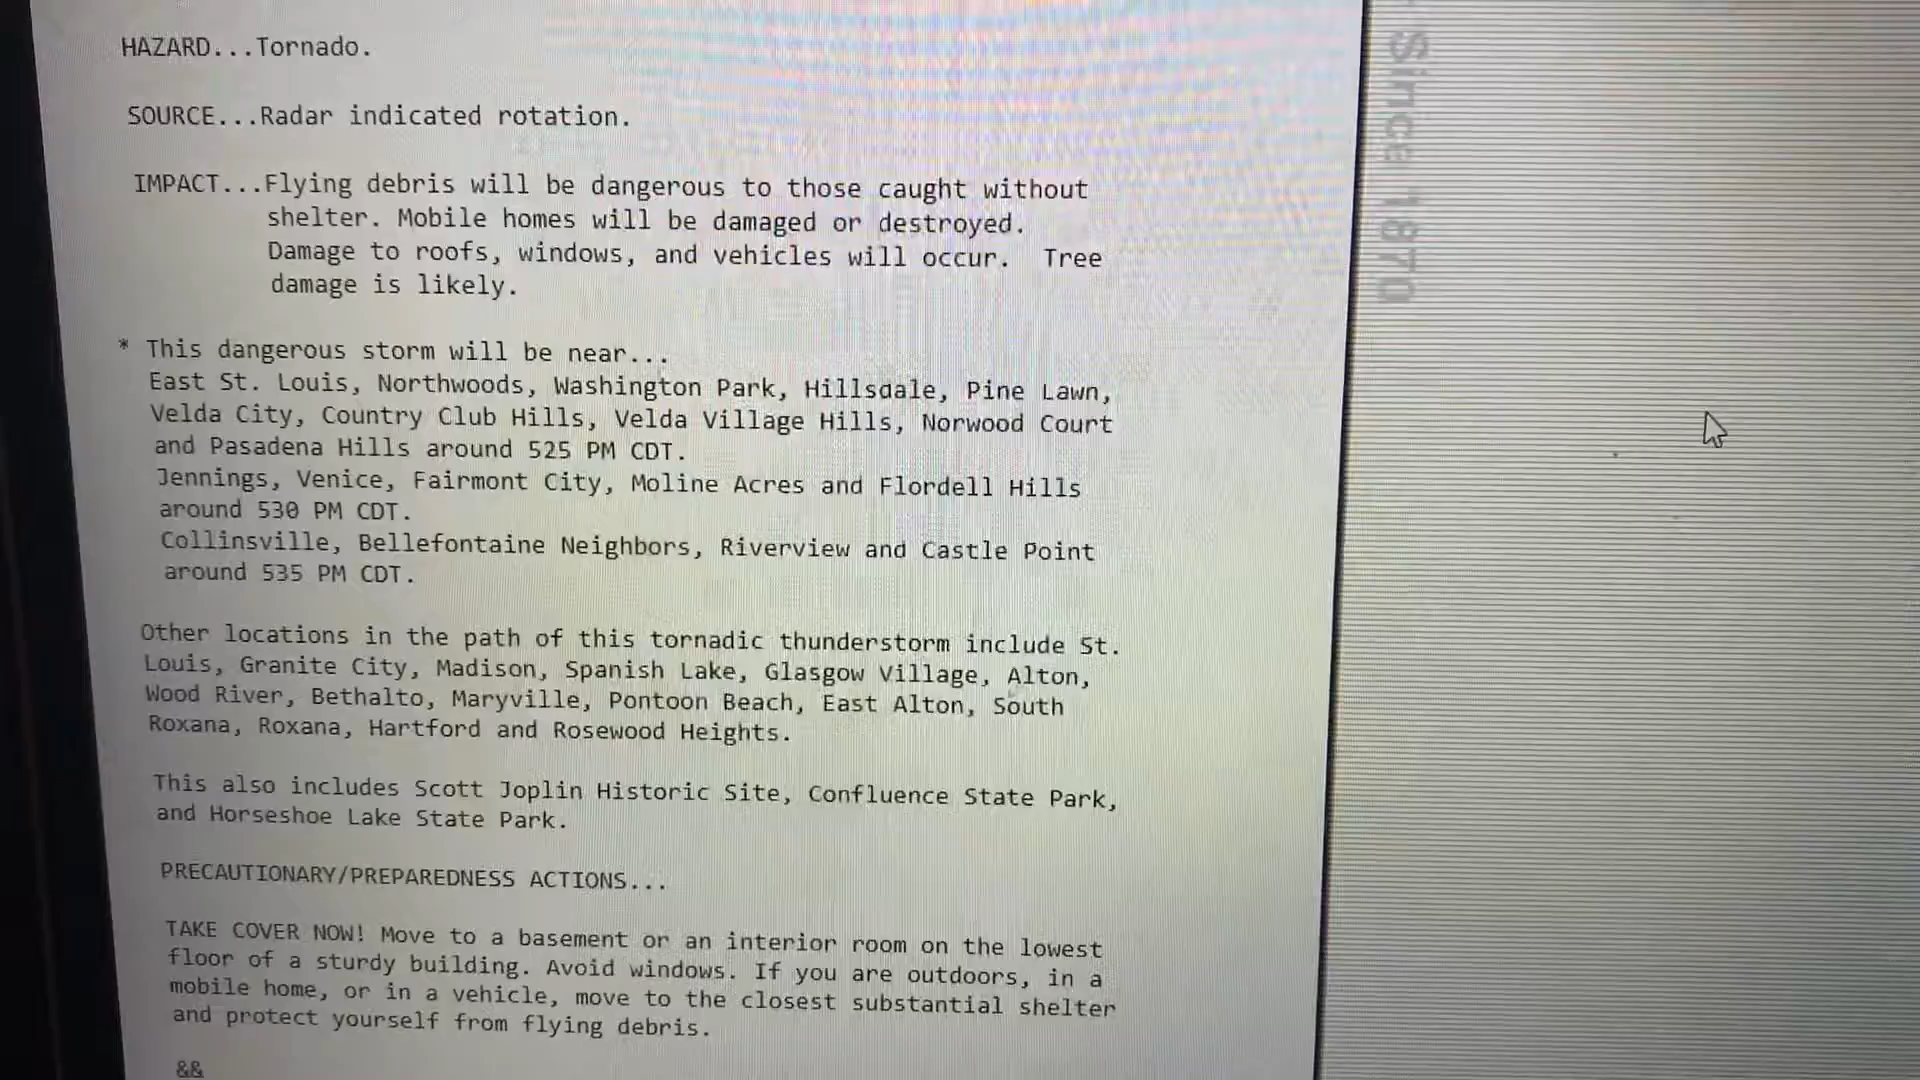 HAZARD...Tornado.
SOURCE...Radar indicated rotation.
IMPACT...Flying debris will be dangerous to those caught without
shelter. Mobile homes will be damaged or destroyed.
Damage to roofs, windows, and vehicles will occur. Tree
damage is likely.
* This dangerous storm will be near...
East St. Louis, Northwoods, Washington Park, Hillsdale, Pine Lawn,
Velda City, Country Club Hills, Velda Village Hills, Norwood Court
and Pasadena Hills around 525 PM CDT.
Jennings, Venice, Fairmont City, Moline Acres and Flordell Hills
around 530 PM CDT.
Collinsville, Bellefontaine Neighbors, Riverview and Castle Point
around 535 PM CDT.
Other locations in the path of this tornadic thunderstorm include St.
Louis, Granite City, Madison, Spanish Lake, Glasgow Village, Alton,
Wood River, Bethalto, Maryville, Pontoon Beach, East Alton, South
Roxana, Roxana, Hartford and Rosewood Heights.
This also includes Scott Joplin Historic Site, Confluence State Park,
and Horseshoe Lake State Park.
PRECAUTIONARY/PREPAREDNESS ACTIONS...
TAKE COVER NOW! Move to a basement or an interior room on the lowest
floor of a sturdy building. Avoid windows. If you are outdoors, in a
mobile home, or in a vehicle, move to the closest substantial shelter
and protect yourself from flying debris.
&&
Since 1870